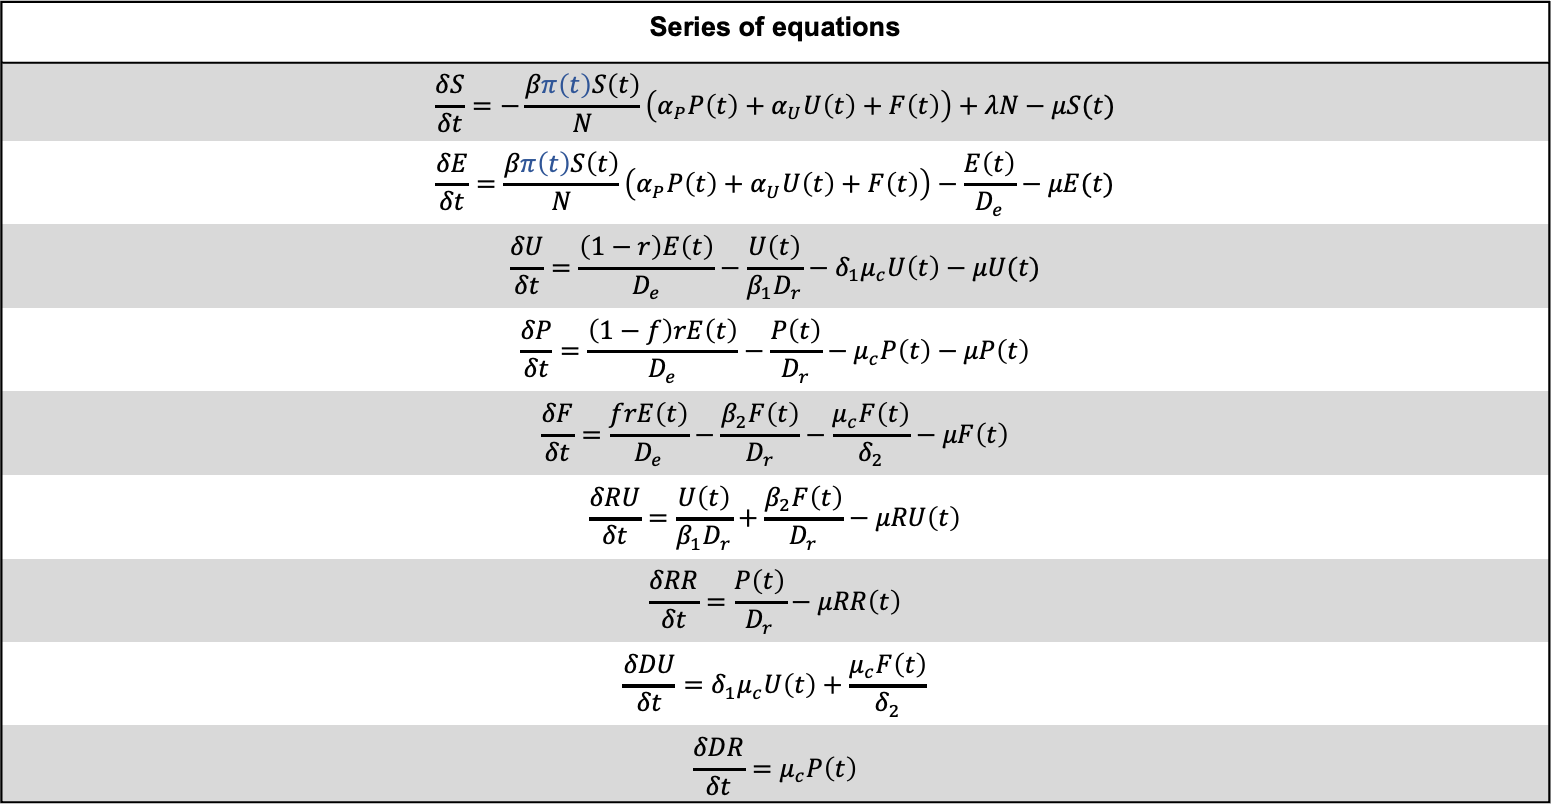 Series of equations
δS/δt = − βπ(t)S(t)/N (α_P P(t) + α_U U(t) + F(t)) + λN − μS(t)
δE/δt = βπ(t)S(t)/N (α_P P(t) + α_U U(t) + F(t)) − E(t)/D_e − μE(t)
δU/δt = (1 − r)E(t)/D_e − U(t)/β_1 D_r − δ_1 μ_c U(t) − μU(t)
δP/δt = (1 − f)rE(t)/D_e − P(t)/D_r − μ_c P(t) − μP(t)
δF/δt = frE(t)/D_e − β_2 F(t)/D_r − μ_c F(t)/δ_2 − μF(t)
δRU/δt = U(t)/β_1 D_r + β_2 F(t)/D_r − μRU(t)
δRR/δt = P(t)/D_r − μRR(t)
δDU/δt = δ_1 μ_c U(t) + μ_c F(t)/δ_2
δDR/δt = μ_c P(t)